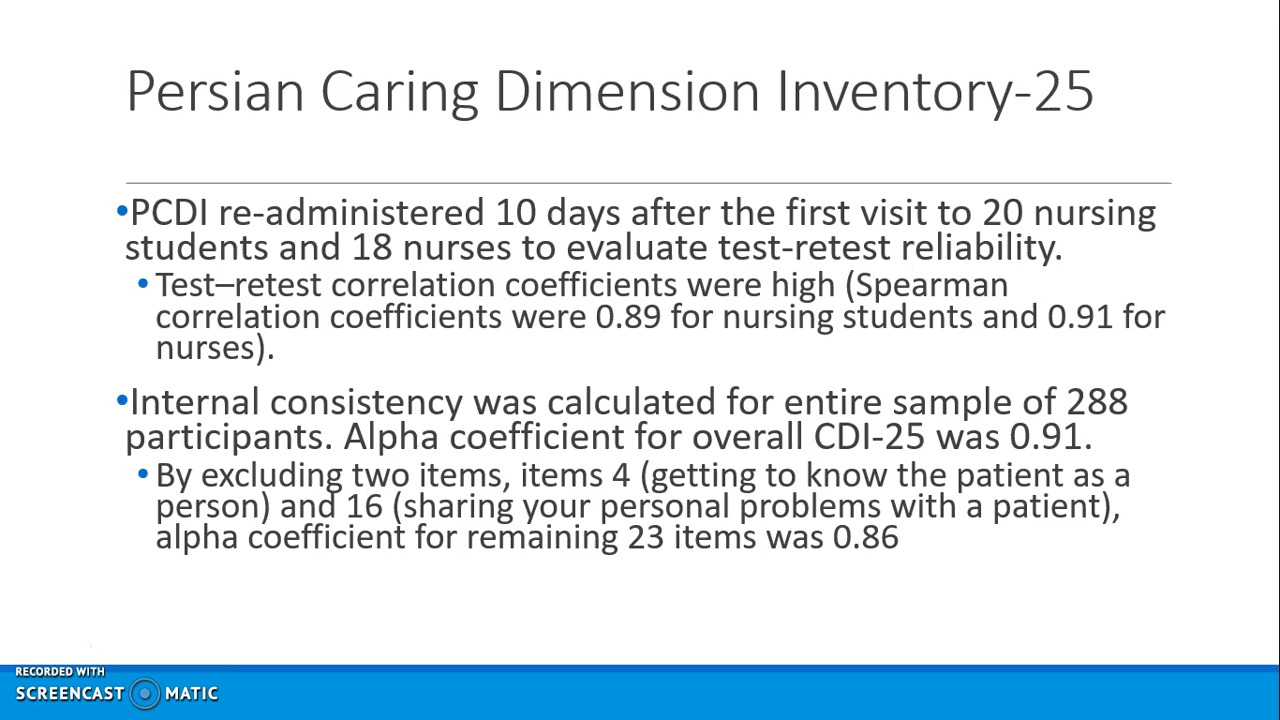 Persian Caring Dimension Inventory-25
•PCDI re-administered 10 days after the first visit to 20 nursing
students and 18 nurses to evaluate test-retest reliability.
•Test–retest correlation coefficients were high (Spearman
correlation coefficients were 0.89 for nursing students and 0.91 for
nurses).
•Internal consistency was calculated for entire sample of 288
participants. Alpha coefficient for overall CDI-25 was 0.91.
•By excluding two items, items 4 (getting to know the patient as a
person) and 16 (sharing your personal problems with a patient),
alpha coefficient for remaining 23 items was 0.86
RECORDED WITH
SCREENCAST MATIC